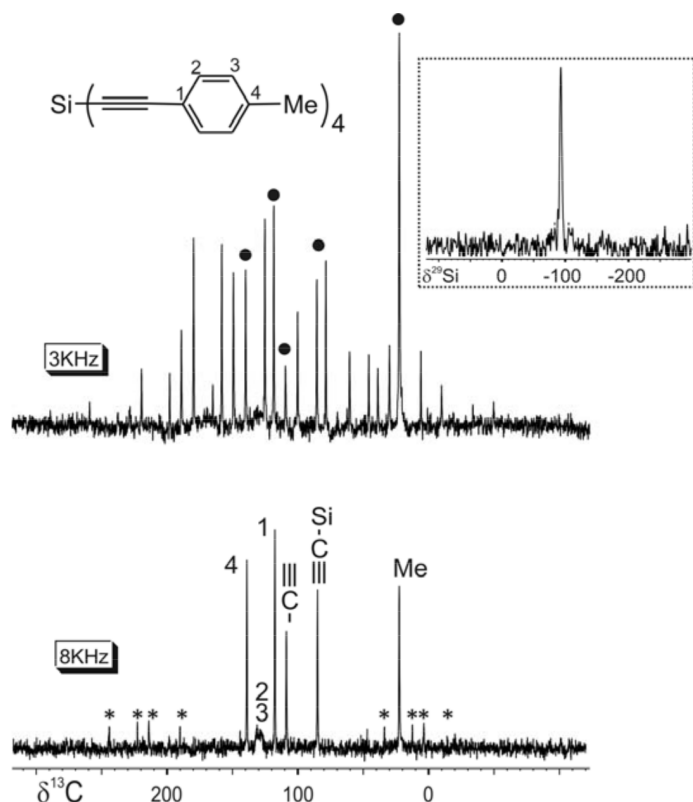 2 3
Si ( 1 4 Me ) 4
3KHz
δ²⁹Si 0 -100 -200
8KHz
4
2
3
1
C
Si
C
Me
* * * * * * * *
δ¹³C 200 100 0